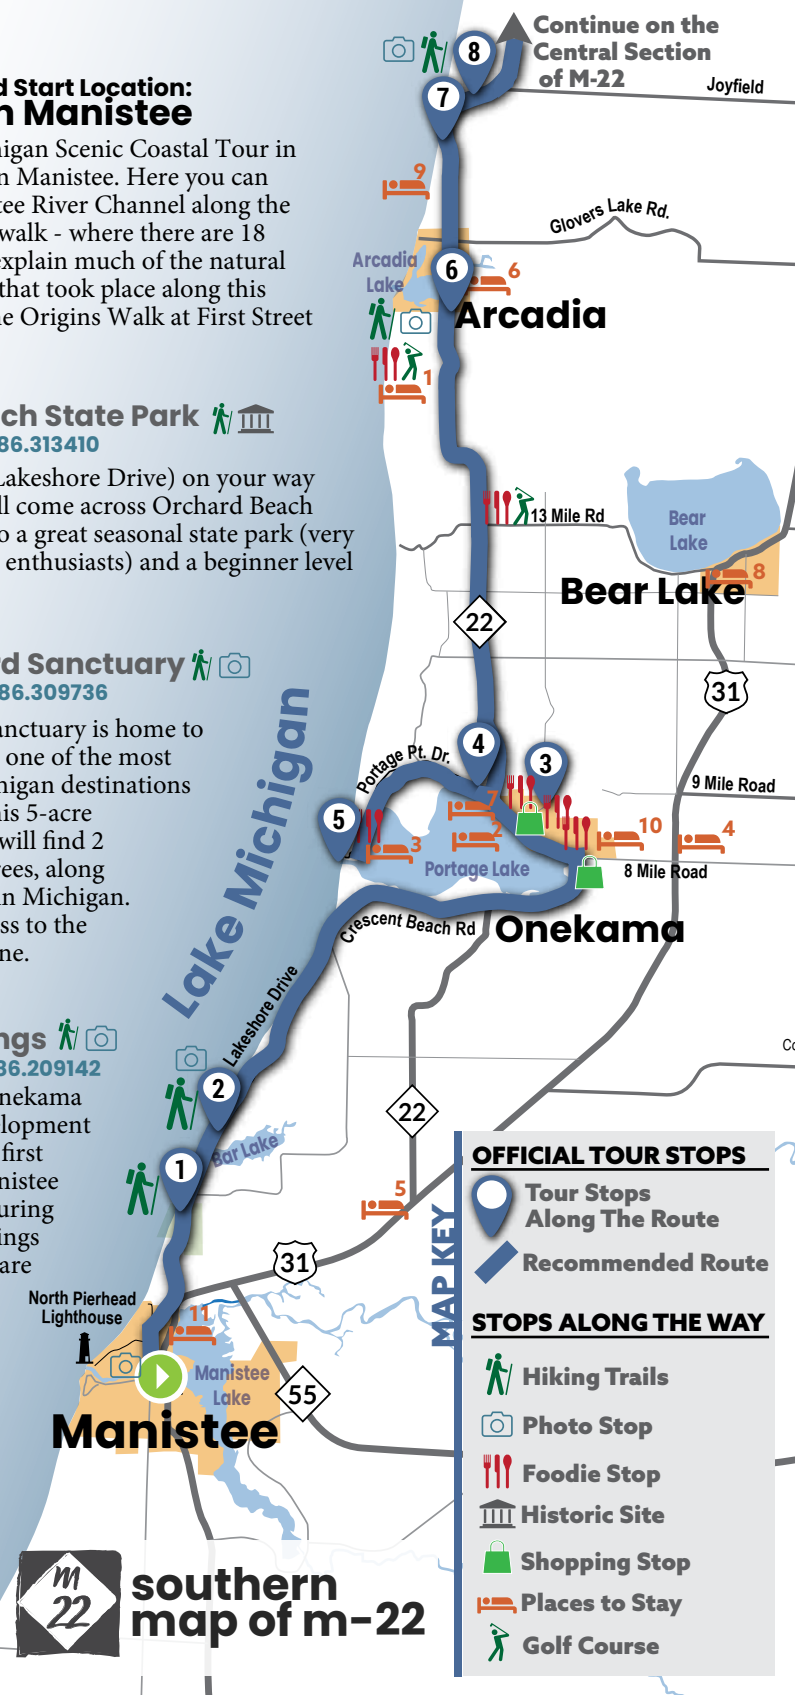 d Start Location:
n Manistee
higan Scenic Coastal Tour in
n Manistee. Here you can
tee River Channel along the
walk - where there are 18
explain much of the natural
that took place along this
ne Origins Walk at First Street
ch State Park
86.313410
Lakeshore Drive) on your way
ll come across Orchard Beach
o a great seasonal state park (very
enthusiasts) and a beginner level
rd Sanctuary
86.309736
anctuary is home to
one of the most
higan destinations
his 5-acre
will find 2
rees, along
in Michigan.
ss to the
ne.
ngs
86.209142
nekama
lopment
first
nistee
uring
ings
are
Continue on the
Central Section
of M-22
8
7
Joyfield
9
Glovers Lake Rd.
Arcadia
Lake
6
6
Arcadia
1
13 Mile Rd
Bear
Lake
8
Bear Lake
22
31
4
3
Portage Pt. Dr.
9 Mile Road
7
5
2
3
10
4
Portage Lake
8 Mile Road
Crescent Beach Rd
Onekama
Lake Michigan
Lakeshore Drive
Co
2
22
Bar Lake
1
5
31
North Pierhead
Lighthouse
11
Manistee
Lake
55
Manistee
MAP KEY
OFFICIAL TOUR STOPS
Tour Stops
Along The Route
Recommended Route
STOPS ALONG THE WAY
Hiking Trails
Photo Stop
Foodie Stop
Historic Site
Shopping Stop
Places to Stay
Golf Course
m
22
southern
map of m-22